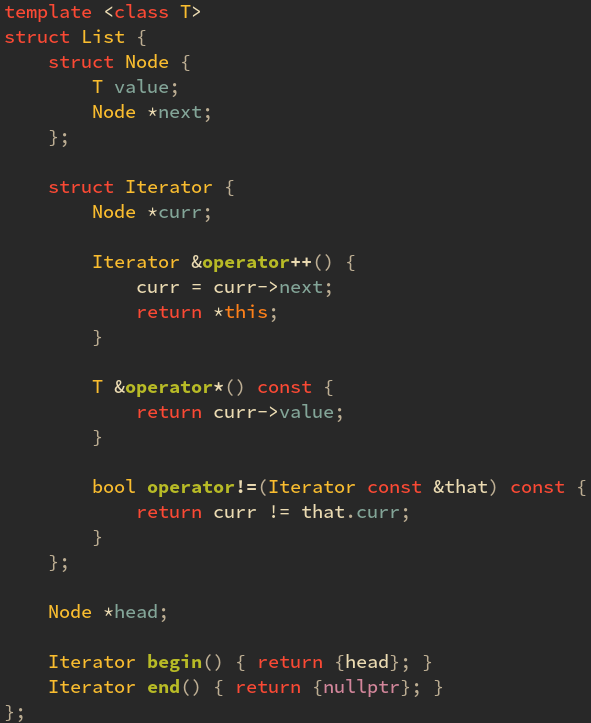 template <class T>
struct List {
    struct Node {
        T value;
        Node *next;
    };

    struct Iterator {
        Node *curr;

        Iterator &operator++() {
            curr = curr->next;
            return *this;
        }

        T &operator*() const {
            return curr->value;
        }

        bool operator!=(Iterator const &that) const {
            return curr != that.curr;
        }
    };

    Node *head;

    Iterator begin() { return {head}; }
    Iterator end() { return {nullptr}; }
};